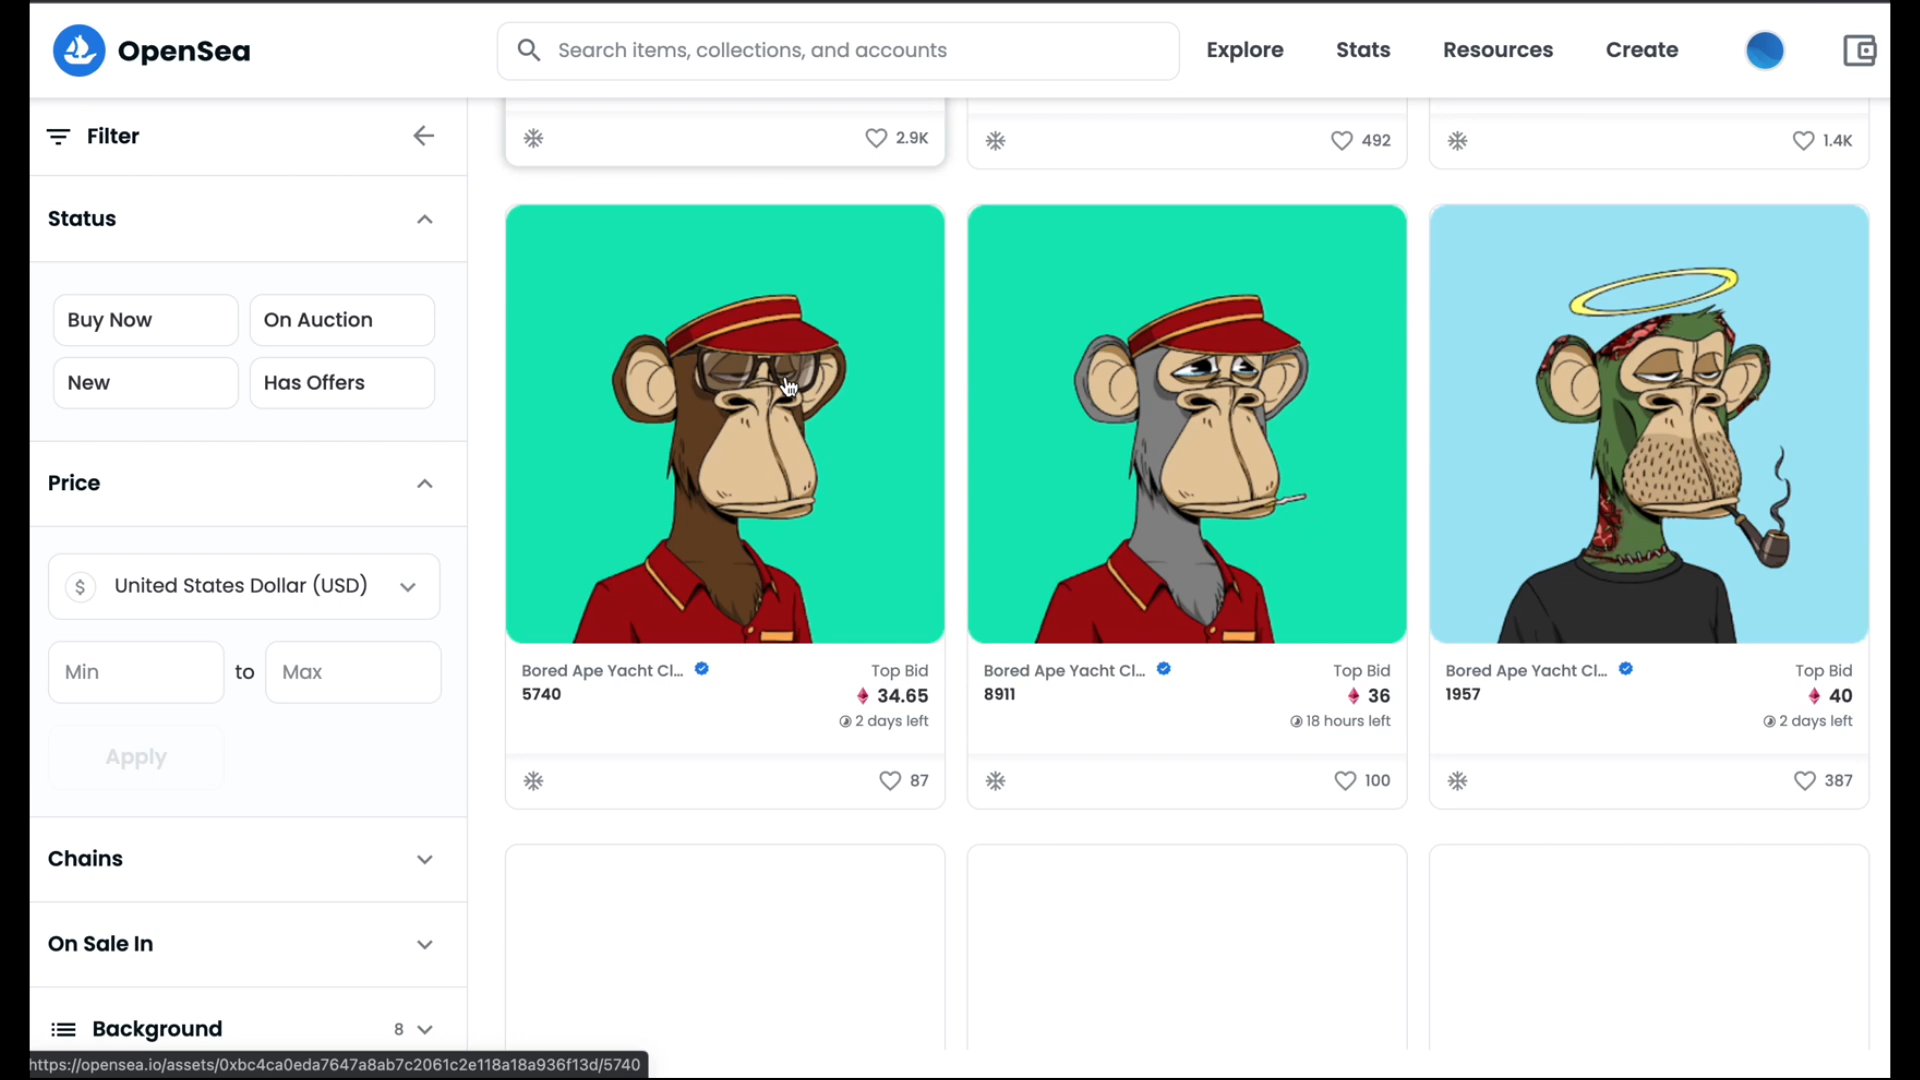 OpenSea
Search items, collections, and accounts
Explore
Stats
Resources
Create
Filter
2.9K
492
1.4K
Status
Buy Now
On Auction
New
Has Offers
Price
$ United States Dollar (USD)
Min
to
Max
Apply
Chains
On Sale In
Background
8
Bored Ape Yacht Cl...
Top Bid
5740
34.65
2 days left
87
Bored Ape Yacht Cl...
Top Bid
8911
36
18 hours left
100
Bored Ape Yacht Cl...
Top Bid
1957
40
2 days left
387
https://opensea.io/assets/0xbc4ca0eda7647a8ab7c2061c2e118a18a936f13d/5740